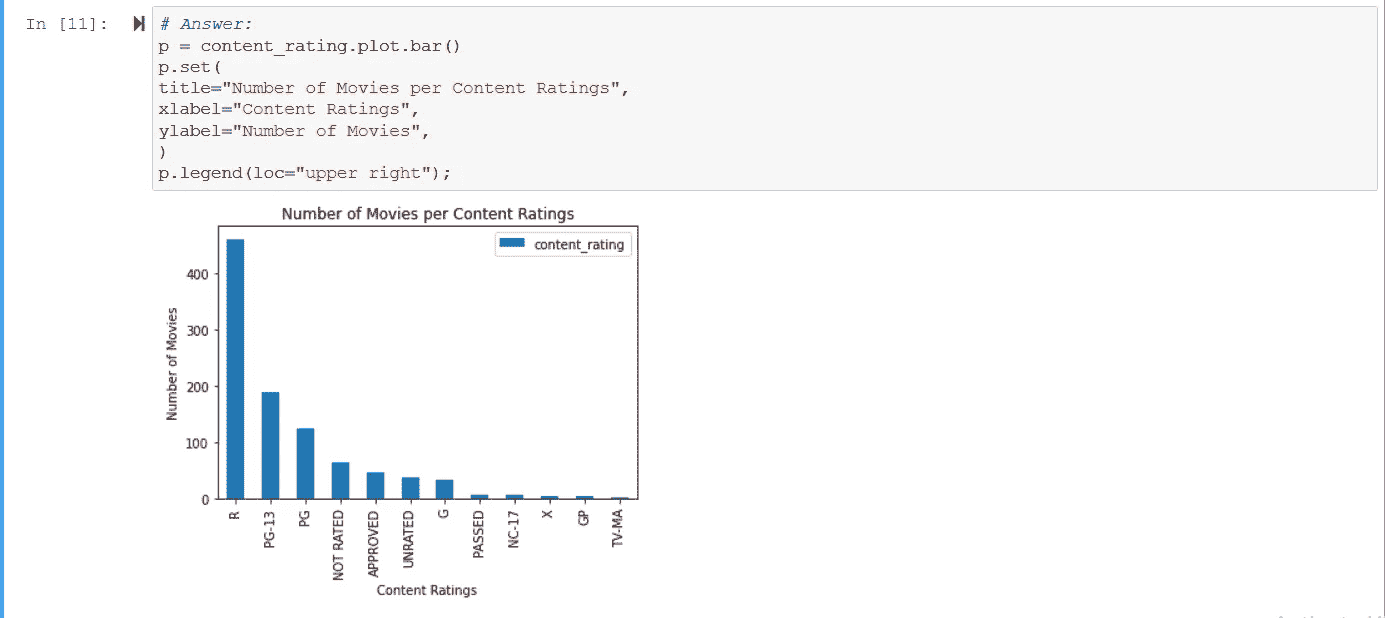 In [11]:
# Answer:
p = content_rating.plot.bar()
p.set(
title="Number of Movies per Content Ratings",
xlabel="Content Ratings",
ylabel="Number of Movies",
)
p.legend(loc="upper right");
Number of Movies per Content Ratings
content_rating
Number of Movies
400
300
200
100
0
R
PG-13
PG
NOT RATED
APPROVED
UNRATED
G
PASSED
NC-17
X
GP
TV-MA
Content Ratings